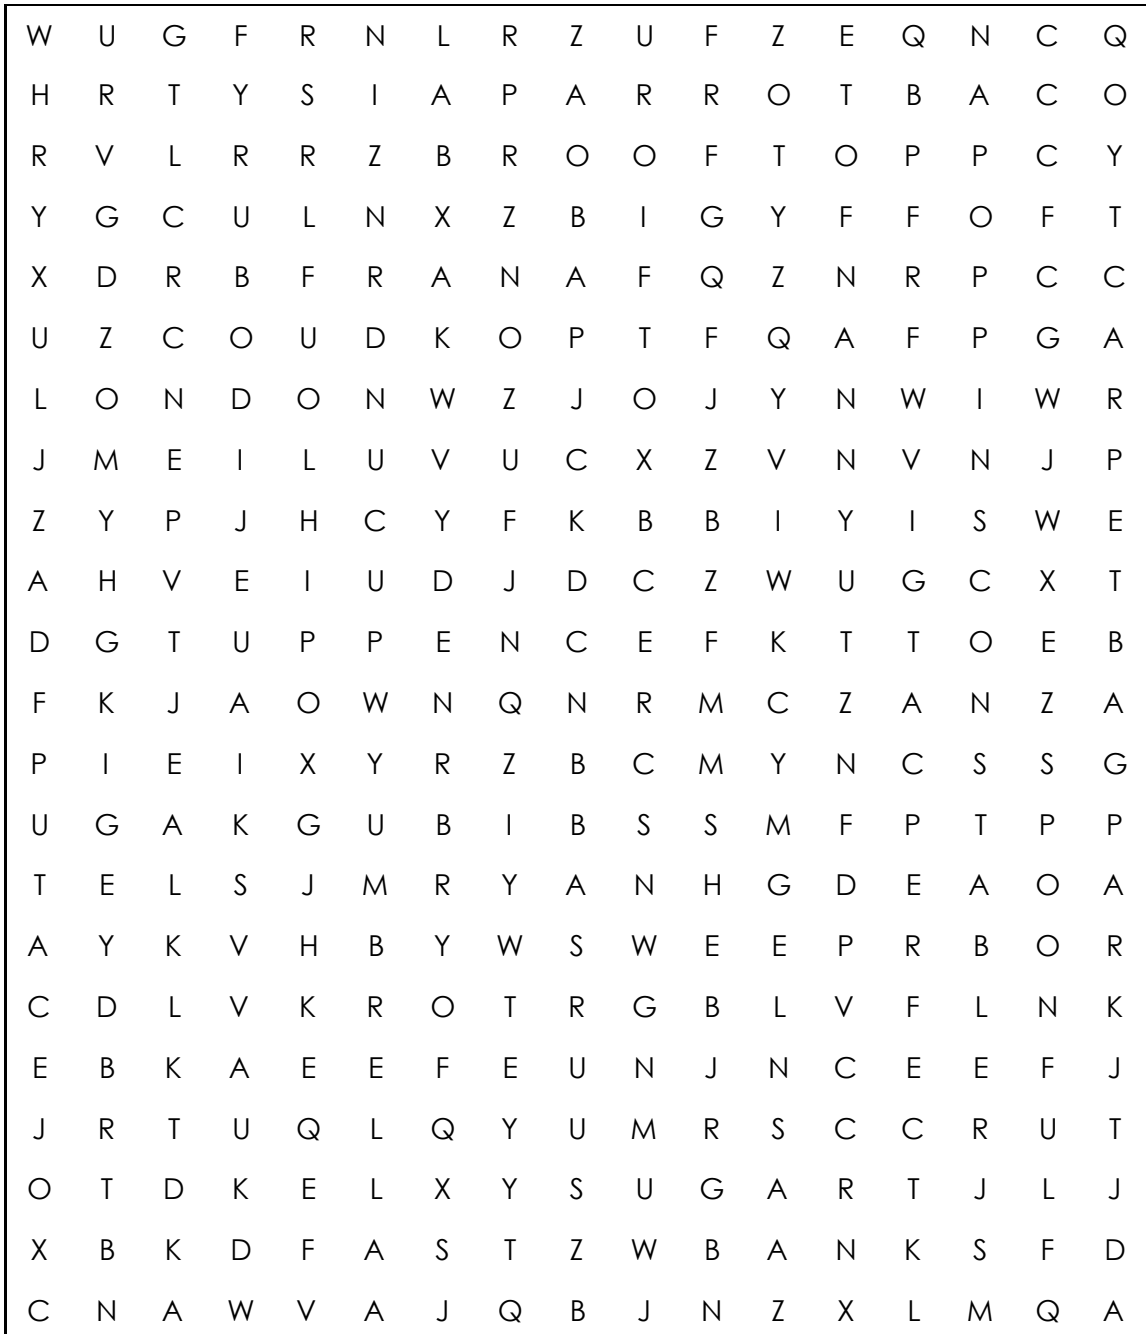 W U G F R N L R Z U F Z E Q N C Q
H R T Y S I A P A R R O T B A C O
R V L R R Z B R O O F T O P P C Y
Y G C U L N X Z B I G Y F F O F T
X D R B F R A N A F Q Z N R P C C
U Z C O U D K O P T F Q A F P G A
L O N D O N W Z J O J Y N W I W R
J M E I L U V U C X Z V N V N J P
Z Y P J H C Y F K B B I Y I S W E
A H V E I U D J D C Z W U G C X T
D G T U P P E N C E F K T T O E B
F K J A O W N Q N R M C Z A N Z A
P I E I X Y R Z B C M Y N C S S G
U G A K G U B I B S S M F P T P P
T E L S J M R Y A N H G D E A O A
A Y K V H B Y W S W E E P R B O R
C D L V K R O T R G B L V F L N K
E B K A E E F E U N J N C E E F J
J R T U Q L Q Y U M R S C C R U T
O T D K E L X Y S U G A R T J L J
X B K D F A S T Z W B A N K S F D
C N A W V A J Q B J N Z X L M Q A